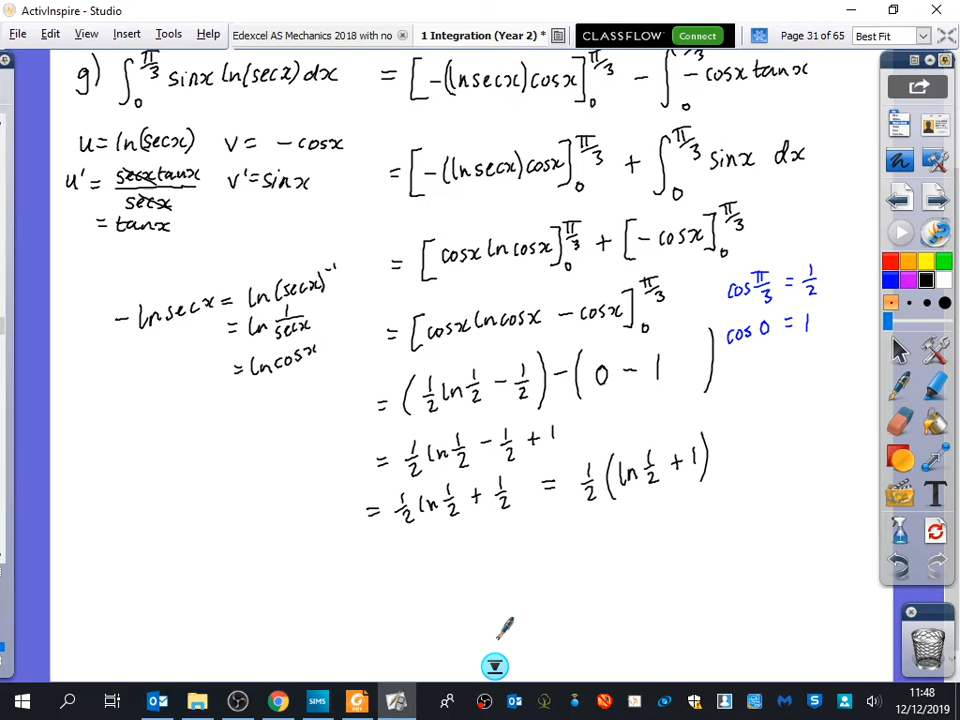 ActivInspire - Studio
File Edit View Insert Tools Help Edexcel AS Mechanics 2018 with no 1 Integration (Year 2) * CLASSFLOW Connect Page 31 of 65 Best Fit
g) ∫₀^(π/3) sinx ln(secx) dx = [-(lnsecx)cosx]₀^(π/3) - ∫₀^(π/3) -cosx tanx
u = ln(secx) v = -cosx
= [-(lnsecx)cosx]₀^(π/3) + ∫₀^(π/3) sinx dx
u' = secxtanx/secx v' = sinx
= tanx
= [cosx lncosx]₀^(π/3) + [-cosx]₀^(π/3)
cos π/3 = 1/2
cos 0 = 1
-lnsecx = ln(secx)⁻¹
= ln 1/secx
= lncosx
= [cosx lncosx - cosx]₀^(π/3)
= (1/2 ln 1/2 - 1/2) - (0 - 1)
= 1/2 ln 1/2 - 1/2 + 1
= 1/2 ln 1/2 + 1/2 = 1/2 (ln 1/2 + 1)
SIMS
11:48
12/12/2019